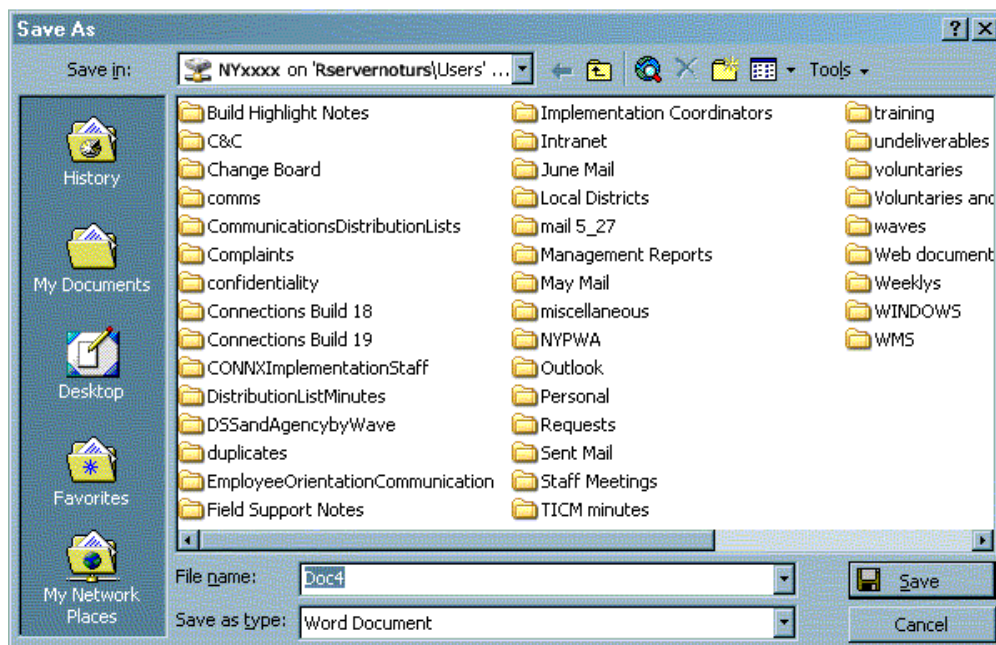 Save As
Save in:
NYxxxx on 'Rservernoturs\Users' ...
Tools
History
My Documents
Desktop
Favorites
My Network
Places
Build Highlight Notes
C&C
Change Board
comms
CommunicationsDistributionLists
Complaints
confidentiality
Connections Build 18
Connections Build 19
CONNXImplementationStaff
DistributionListMinutes
DSSandAgencybyWave
duplicates
EmployeeOrientationCommunication
Field Support Notes
Implementation Coordinators
Intranet
June Mail
Local Districts
mail 5_27
Management Reports
May Mail
miscellaneous
NYPWA
Outlook
Personal
Requests
Sent Mail
Staff Meetings
TICM minutes
training
undeliverables
voluntaries
Voluntaries and
waves
Web document
Weeklys
WINDOWS
WMS
File name:
Doc4
Save
Save as type:
Word Document
Cancel